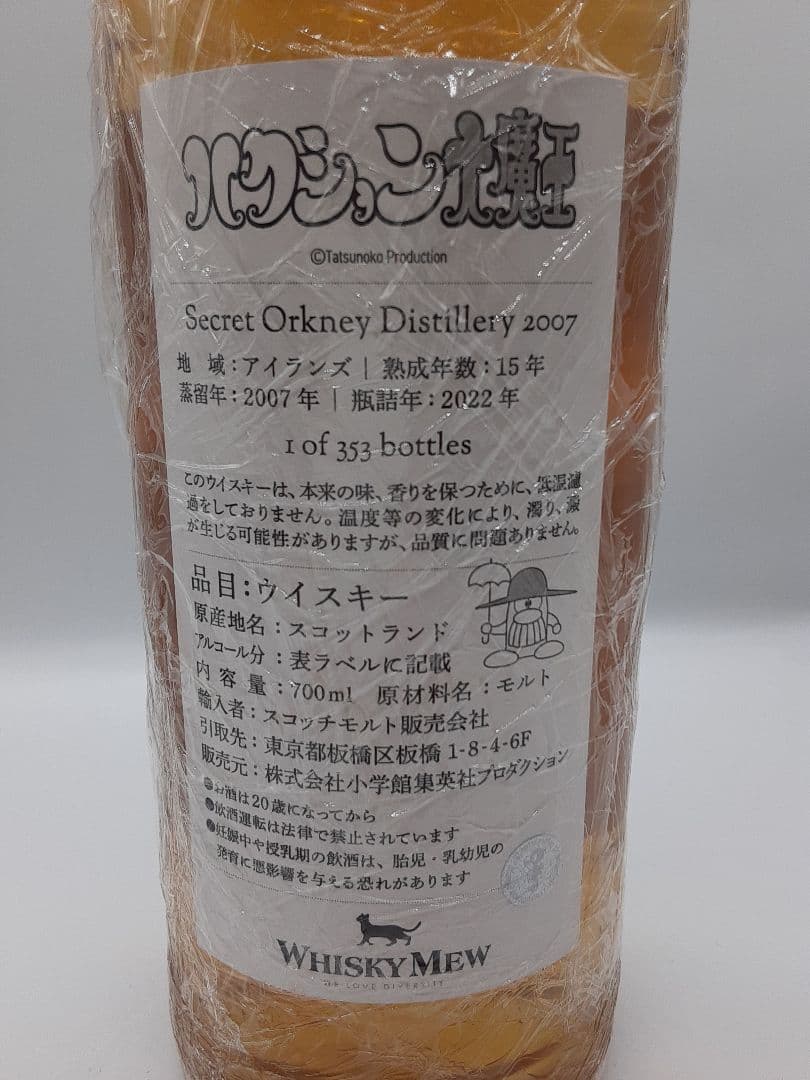 ハクション大魔王
©Tatsunoko Production
Secret Orkney Distillery 2007
地 域：アイランズ | 熟成年数：15年
蒸留年：2007年 | 瓶詰年：2022年
1 of 353 bottles
このウイスキーは、本来の味、香りを保つために、低温濾
過をしておりません。温度等の変化により、濁り、澱
が生じる可能性がありますが、品質に問題ありません。
品目：ウイスキー
原産地名：スコットランド
アルコール分：表ラベルに記載
内 容 量：700ml 原材料名：モルト
輸入者：スコッチモルト販売会社
引取先：東京都板橋区板橋 1-8-4-6F
販売元：株式会社小学館集英社プロダクション
●お酒は20歳になってから
●飲酒運転は法律で禁止されています
●妊娠中や授乳期の飲酒は、胎児・乳幼児の
発育に悪影響を与える恐れがあります
WHISKY MEW
WE LOVE DIVERSITY